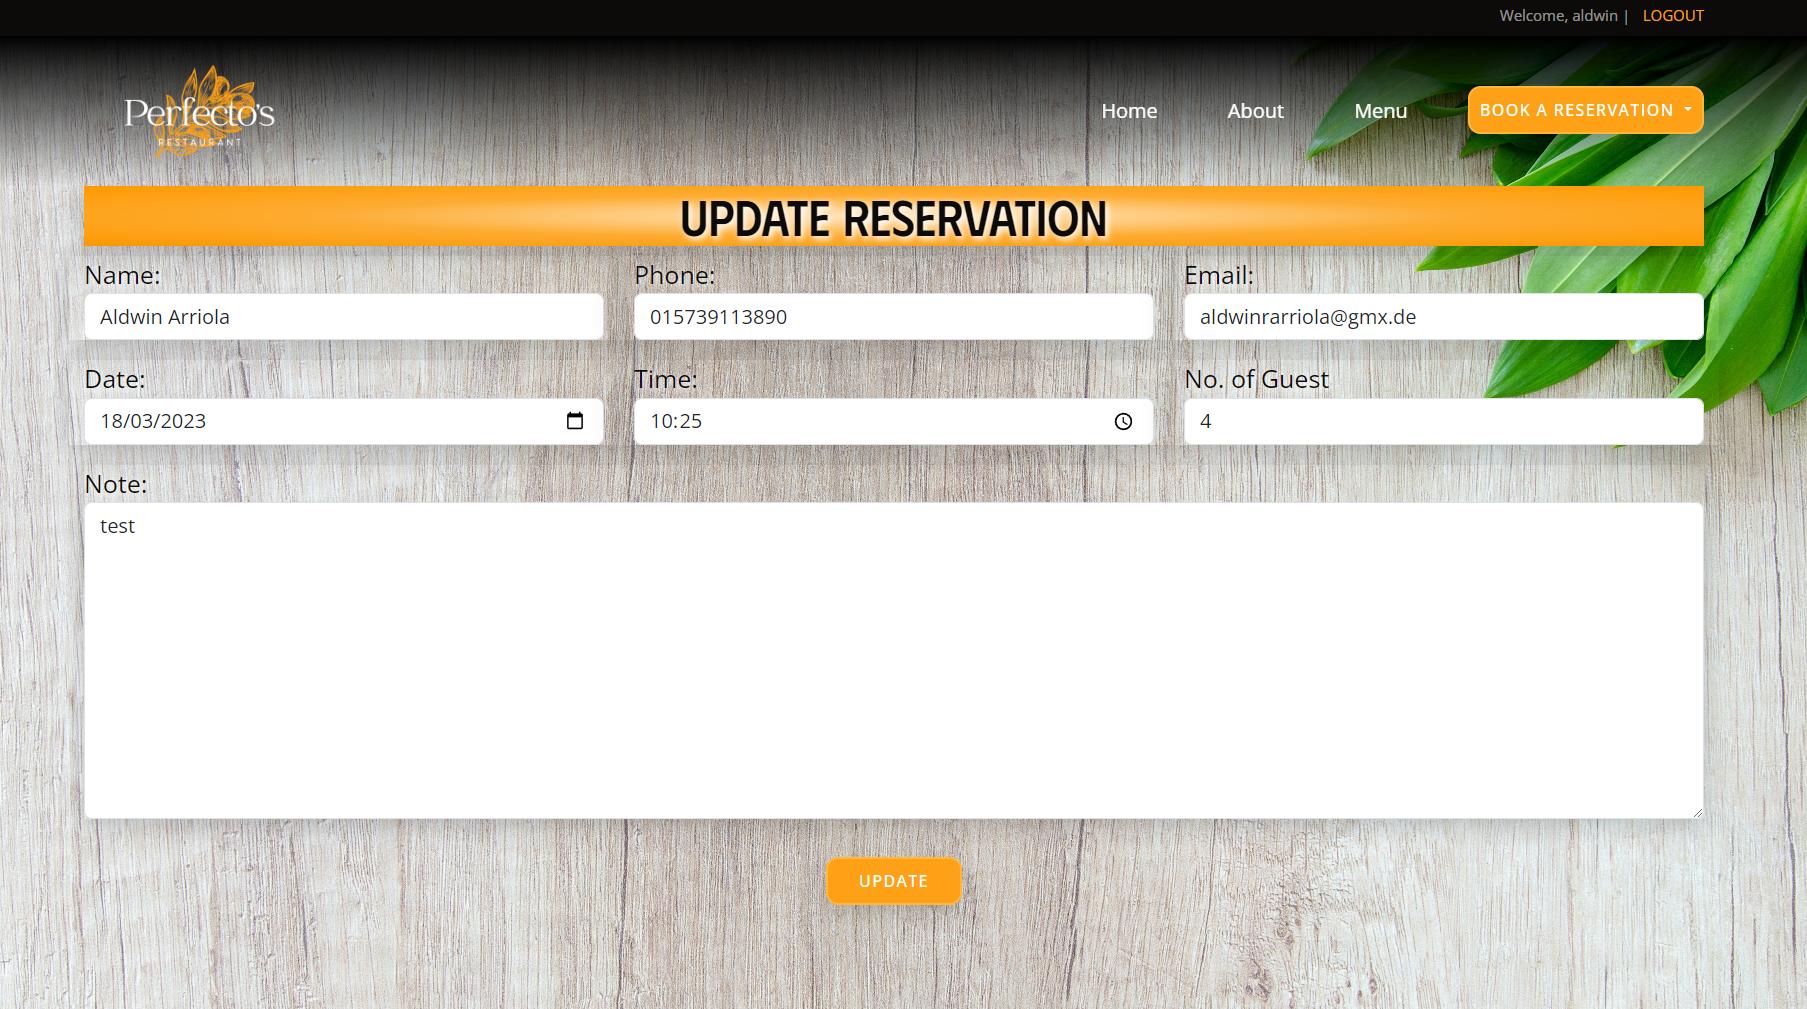 Welcome, aldwin | LOGOUT
Perfecto's
RESTAURANT
Home About Menu BOOK A RESERVATION
UPDATE RESERVATION
Name: Phone: Email:
Aldwin Arriola 015739113890 aldwinrarriola@gmx.de
Date: Time: No. of Guest
18/03/2023 10:25 4
Note:
test
UPDATE